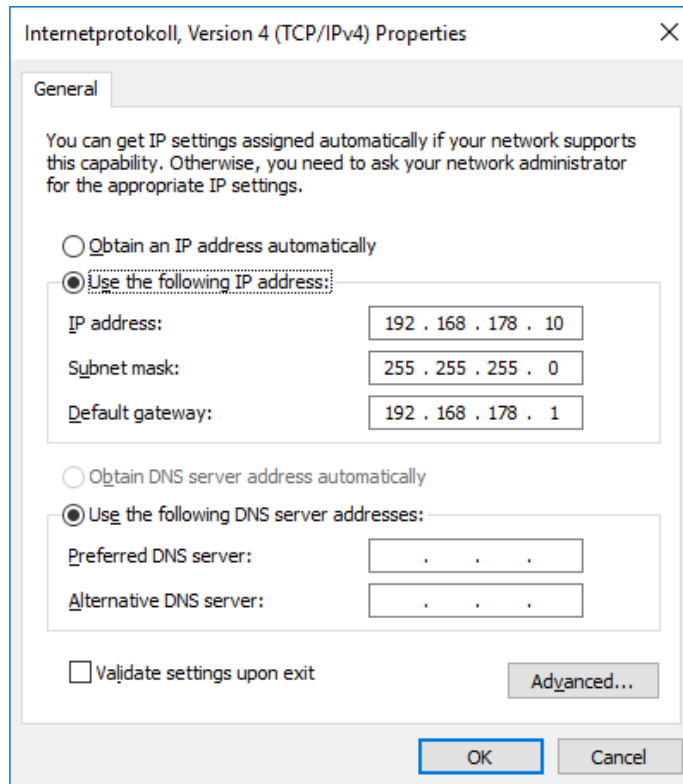 Internetprotokoll, Version 4 (TCP/IPv4) Properties
General
You can get IP settings assigned automatically if your network supports
this capability. Otherwise, you need to ask your network administrator
for the appropriate IP settings.
Obtain an IP address automatically
Use the following IP address:
IP address: 192 . 168 . 178 . 10
Subnet mask: 255 . 255 . 255 . 0
Default gateway: 192 . 168 . 178 . 1
Obtain DNS server address automatically
Use the following DNS server addresses:
Preferred DNS server: . . .
Alternative DNS server: . . .
Validate settings upon exit
Advanced...
OK Cancel